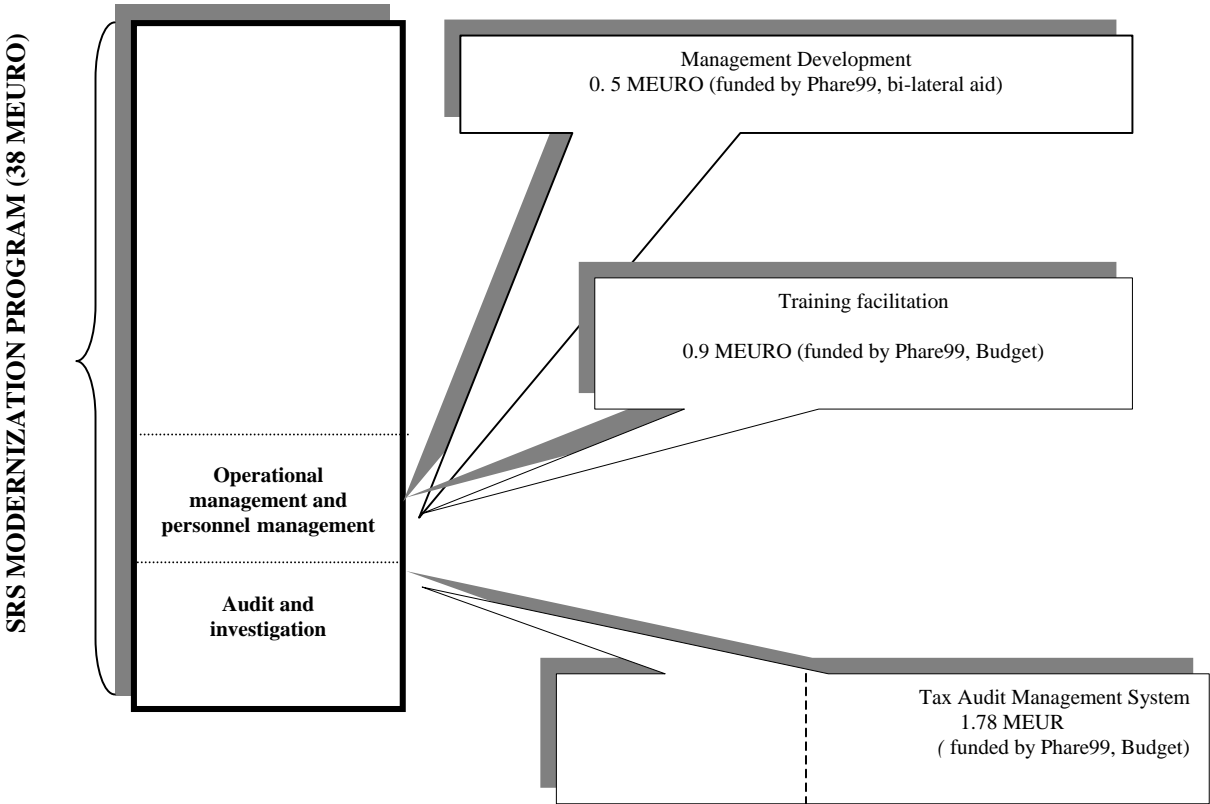 SRS MODERNIZATION PROGRAM (38 MEURO)
Management Development
0. 5 MEURO (funded by Phare99, bi-lateral aid)
Training facilitation
0.9 MEURO (funded by Phare99, Budget)
Operational
management and
personnel management
Audit and
investigation
Tax Audit Management System
1.78 MEUR
( funded by Phare99, Budget)